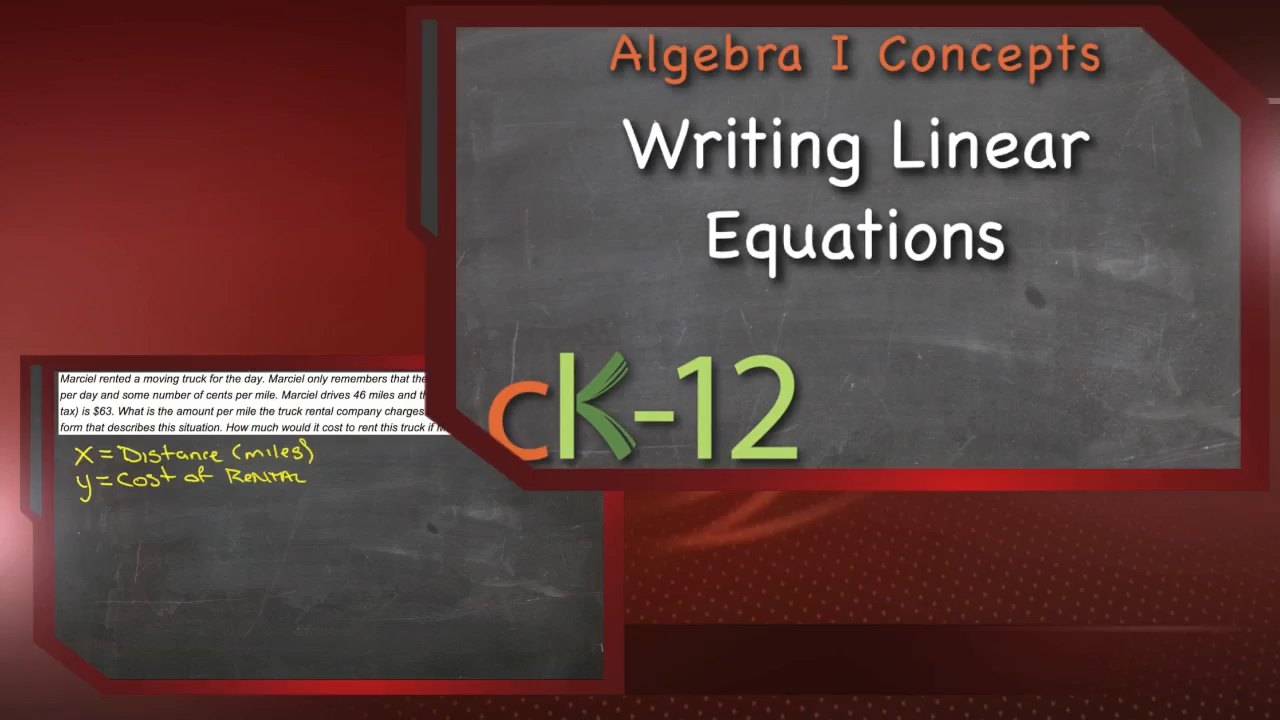 Algebra I Concepts
Writing Linear
Equations
cK-12
Marciel rented a moving truck for the day. Marciel only remembers that the
per day and some number of cents per mile. Marciel drives 46 miles and
tax) is $63. What is the amount per mile the truck rental company charges
form that describes this situation. How much would it cost to rent this truck if
x = Distance (miles)
y = Cost of Rental